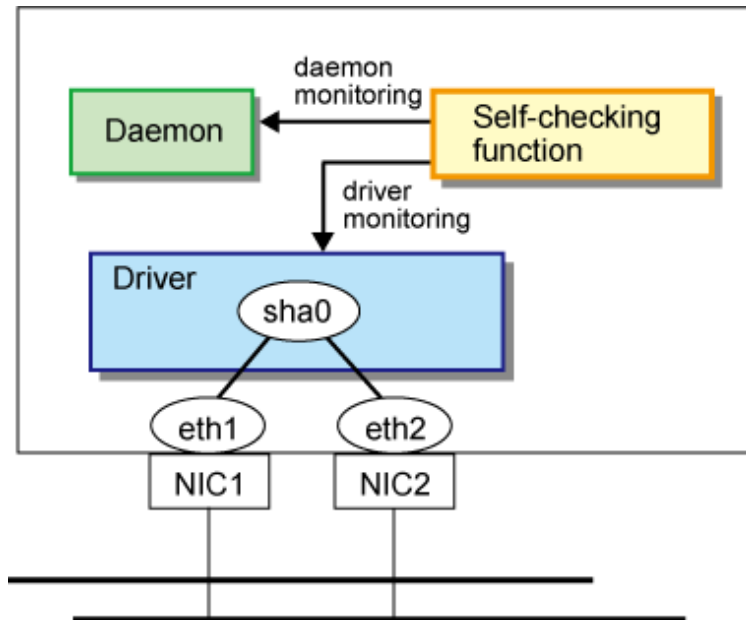 daemon
monitoring
Daemon
Self-checking
function
driver
monitoring
Driver
sha0
eth1
eth2
NIC1
NIC2